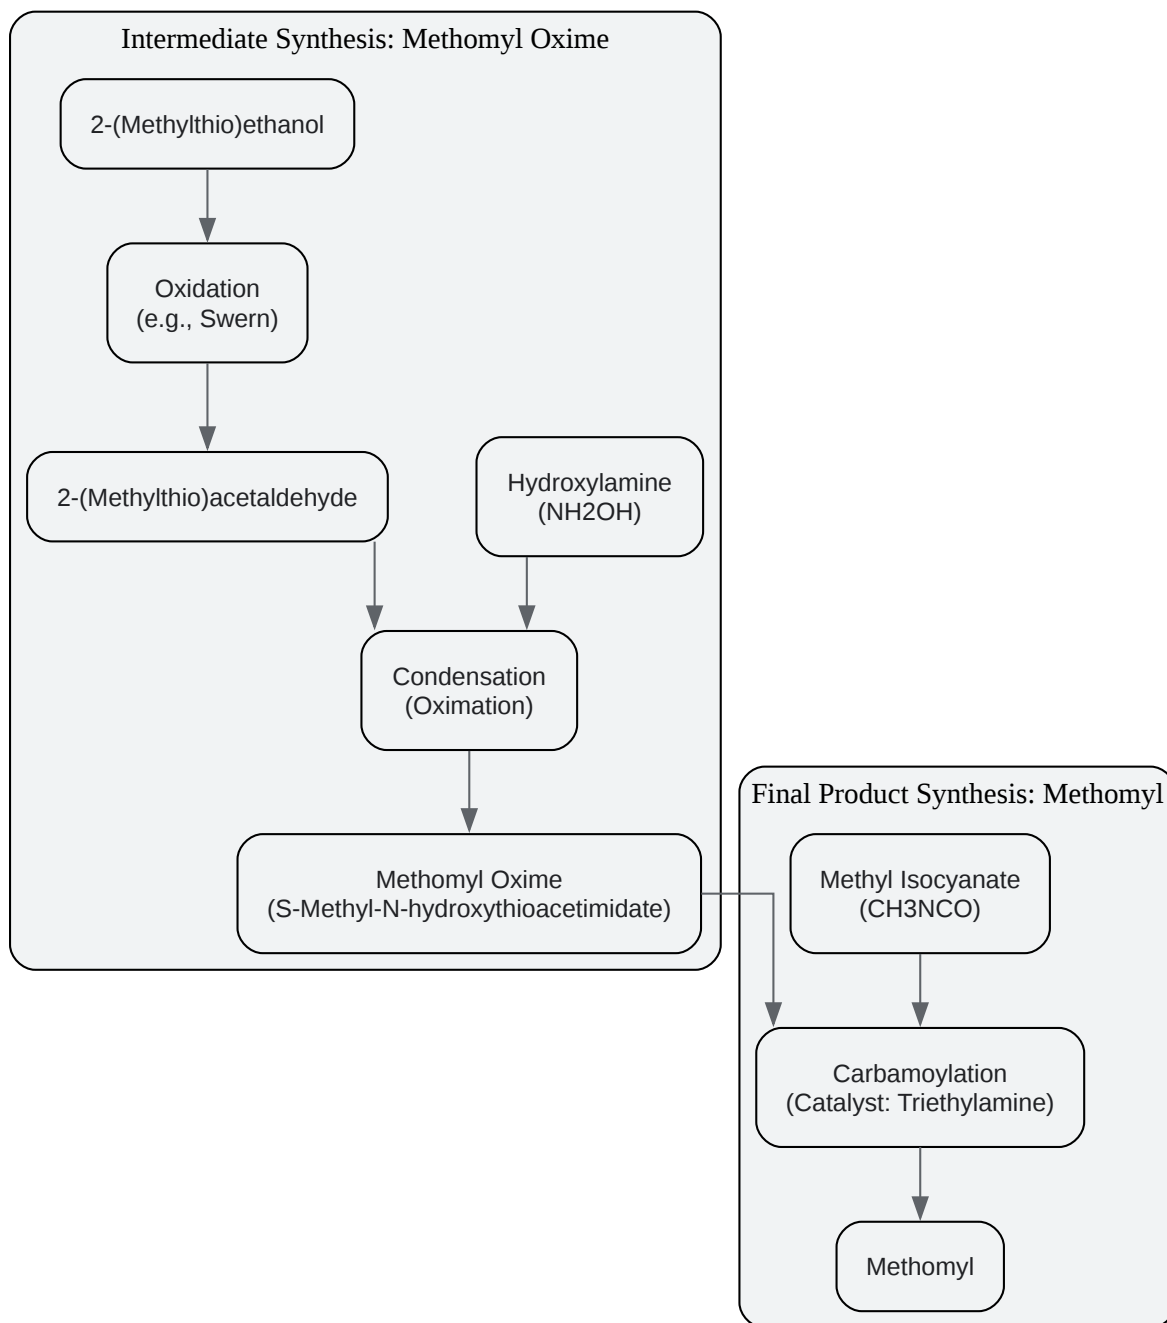 Intermediate Synthesis: Methomyl Oxime
2-(Methylthio)ethanol
Oxidation
(e.g., Swern)
2-(Methylthio)acetaldehyde
Hydroxylamine
(NH2OH)
Condensation
(Oximation)
Methomyl Oxime
(S-Methyl-N-hydroxythioacetimidate)
Final Product Synthesis: Methomyl
Methyl Isocyanate
(CH3NCO)
Carbamoylation
(Catalyst: Triethylamine)
Methomyl